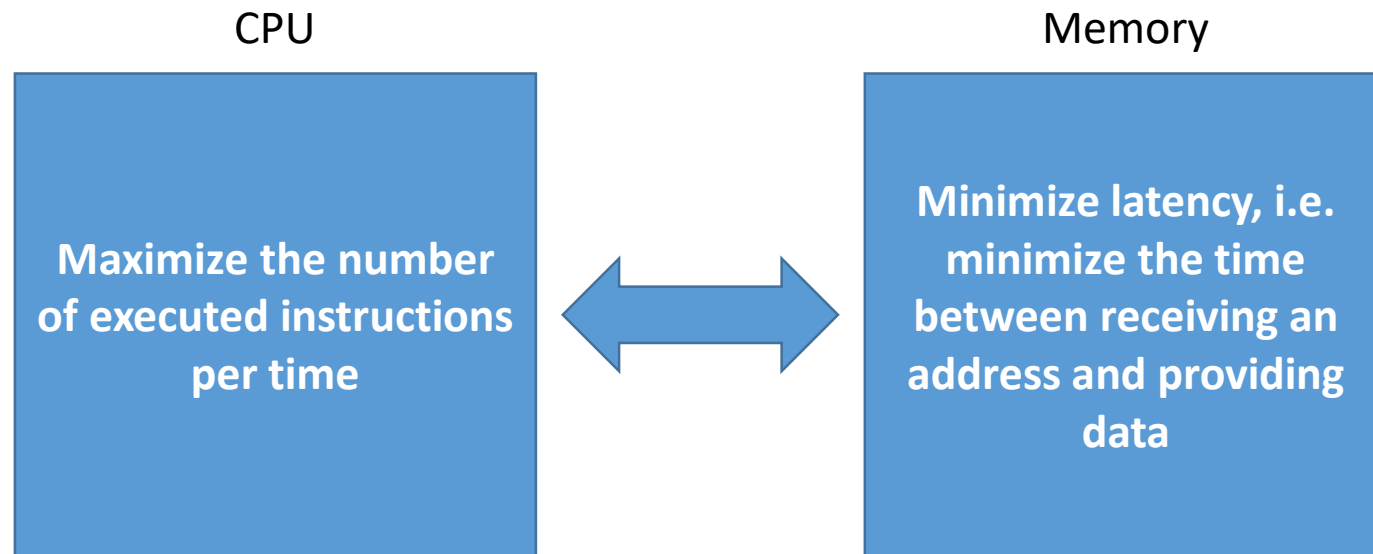 CPU
Memory
Maximize the number
of executed instructions
per time
Minimize latency, i.e.
minimize the time
between receiving an
address and providing
data